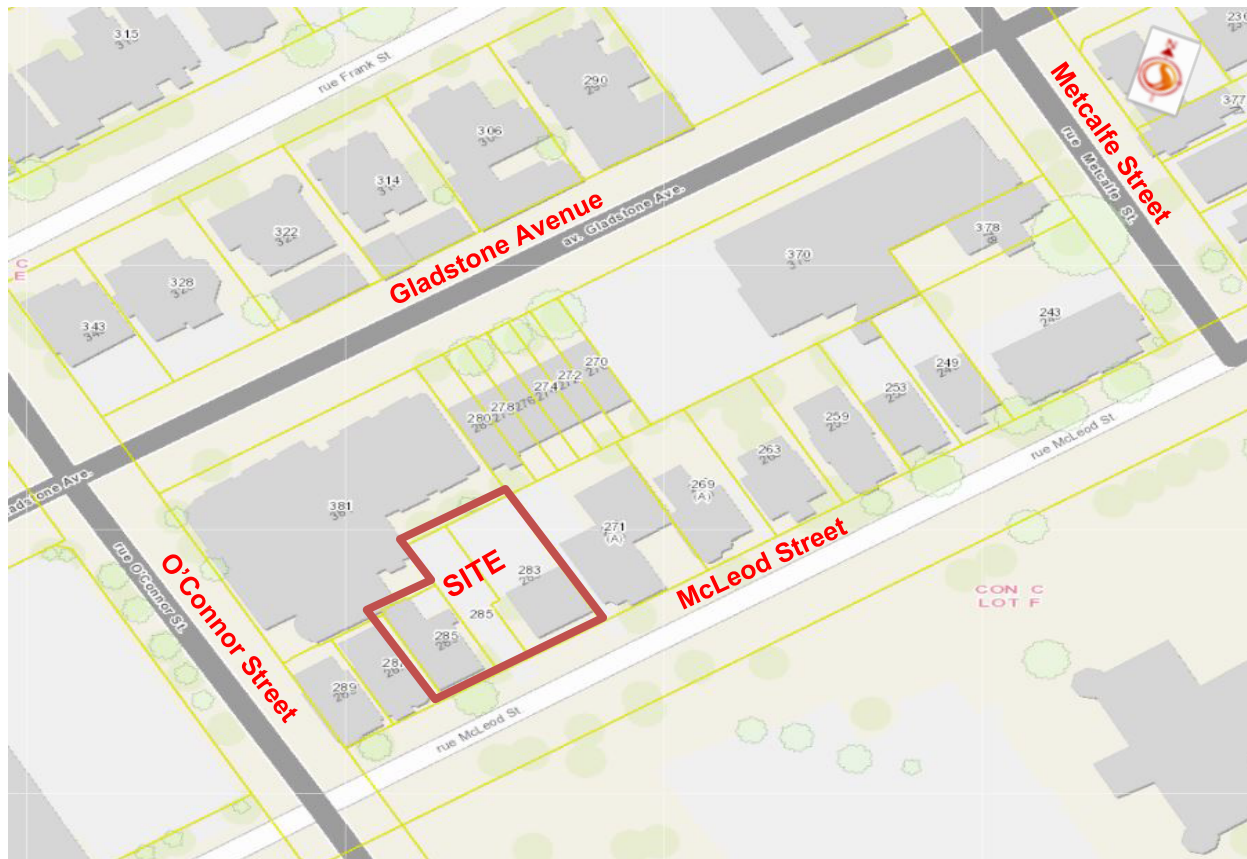 315
rue Frank St.
290
306
314
322
328
343
C
E
Gladstone Avenue
av. Gladstone Ave.
Metcalfe Street
rue Metcalfe St.
N
236
377
370
378
243
249
253
259
263
269
(A)
271
(A)
270
272
274
276
278
280
381
adstone Ave.
O'Connor Street
rue O'Connor St.
SITE
283
285
285
287
289
McLeod Street
rue McLeod St.
rue McLeod St.
CON C
LOT F